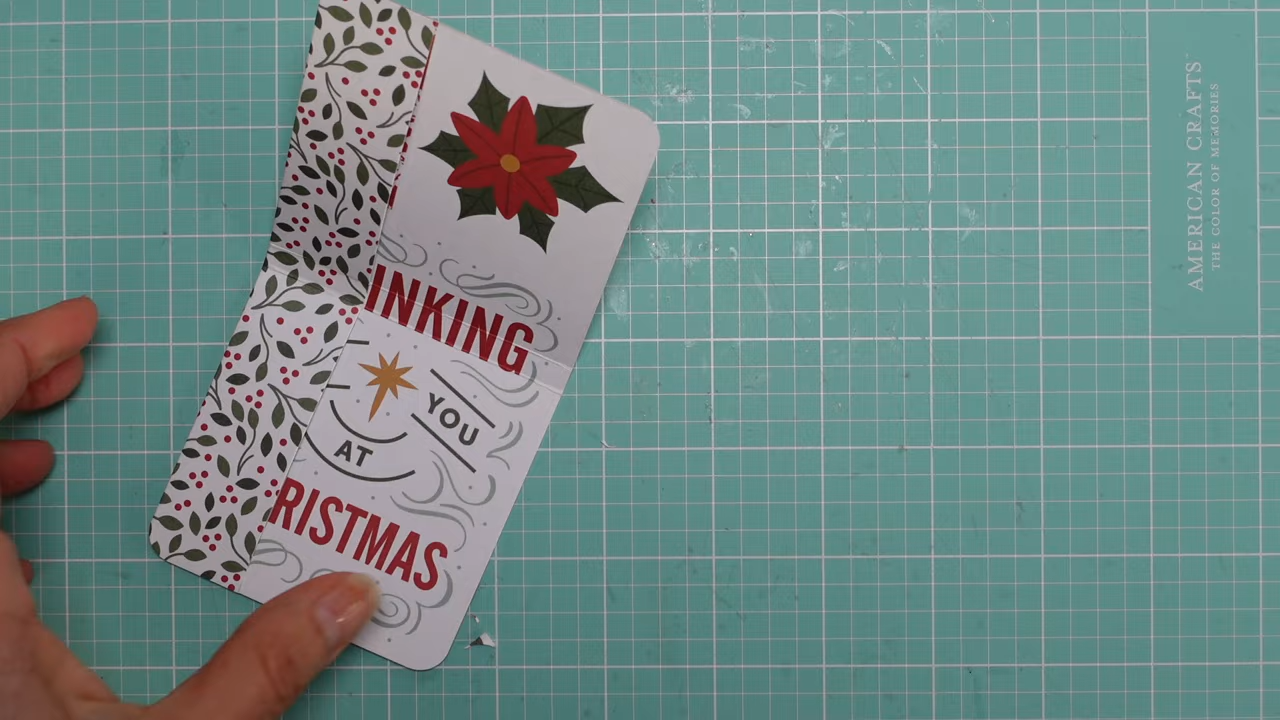 INKING
YOU
AT
RISTMAS
AMERICAN CRAFTS
THE COLOR OF MEMORIES